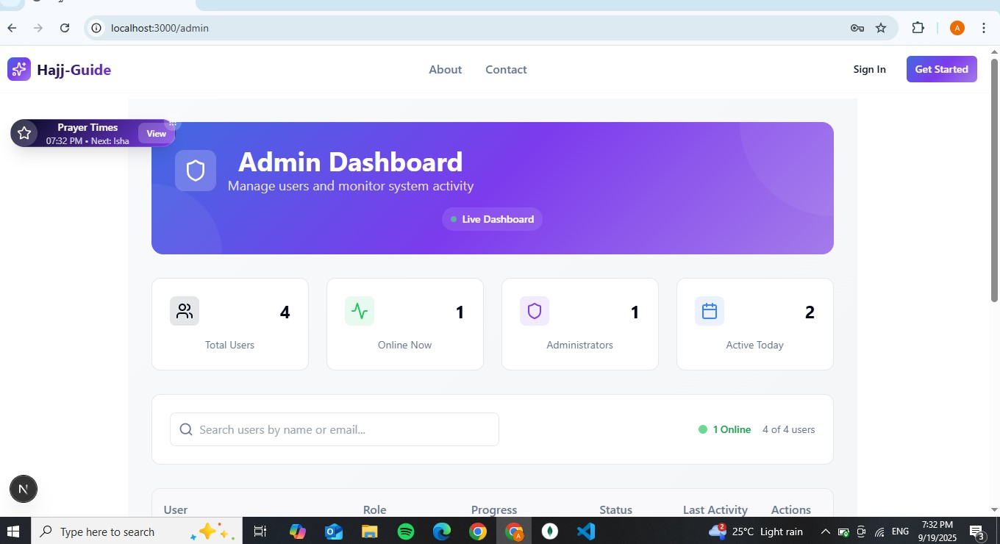 localhost:3000/admin
A
Hajj-Guide
About
Contact
Sign In
Get Started
Prayer Times
07:32 PM • Next: Isha
View
Admin Dashboard
Manage users and monitor system activity
Live Dashboard
4
Total Users
1
Online Now
1
Administrators
2
Active Today
Search users by name or email...
1 Online
4 of 4 users
N
User
Role
Progress
Status
Last Activity
Actions
Type here to search
A
2
25°C Light rain
ENG
7:32 PM
9/19/2025
3